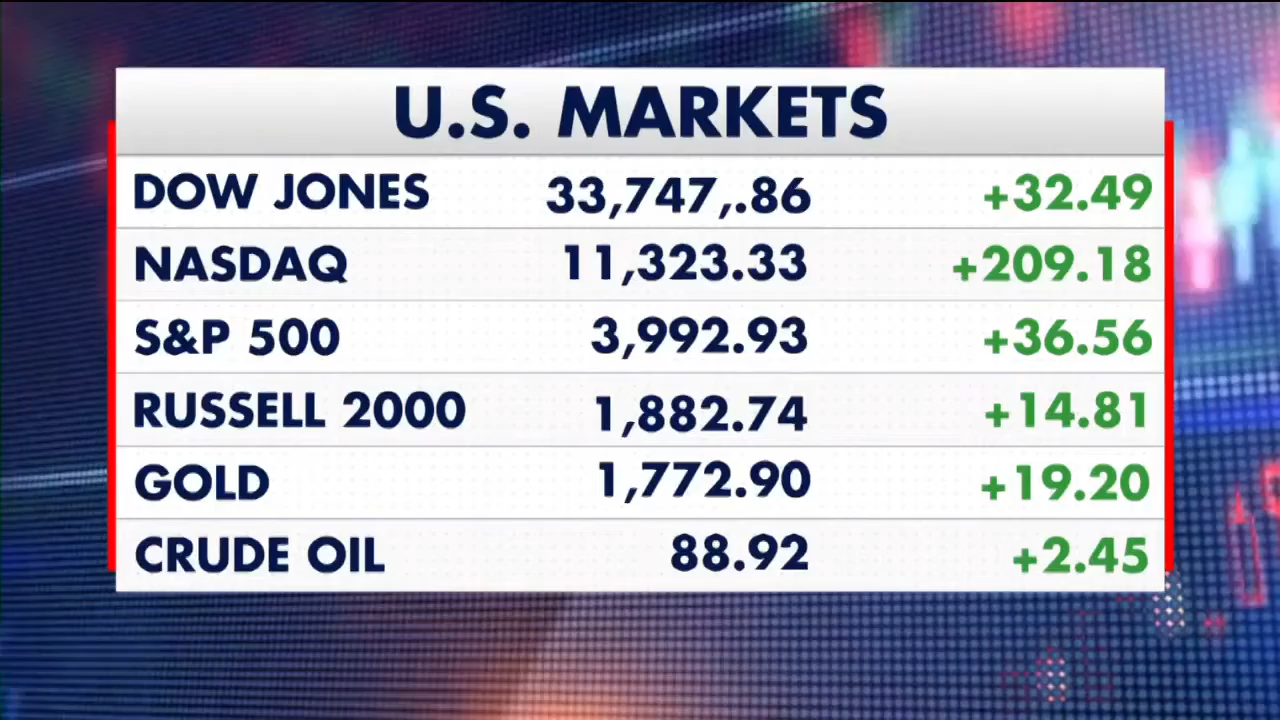 U.S. MARKETS
DOW JONES 33,747,.86 +32.49
NASDAQ 11,323.33 +209.18
S&P 500 3,992.93 +36.56
RUSSELL 2000 1,882.74 +14.81
GOLD 1,772.90 +19.20
CRUDE OIL 88.92 +2.45